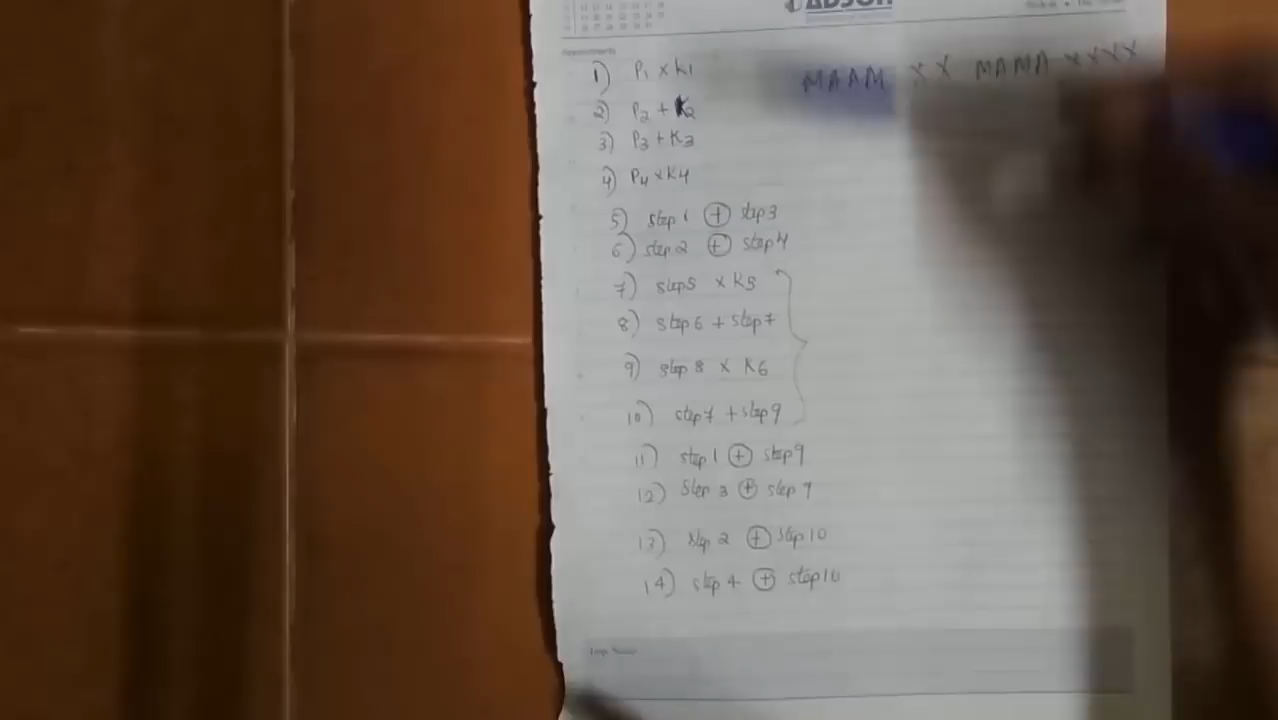 ADSON
Appointments
1) P1 x K1
MAAM XX MAMA XXXX
2) P2 + K2
3) P3 + K3
4) P4 x K4
5) step 1 ⊕ step 3
6) step 2 ⊕ step 4
7) step 5 x K5
8) step 6 + step 7
9) step 8 x K6
10) step 7 + step 9
11) step 1 ⊕ step 9
12) step 3 ⊕ step 9
13) step 2 ⊕ step 10
14) step 4 ⊕ step 10